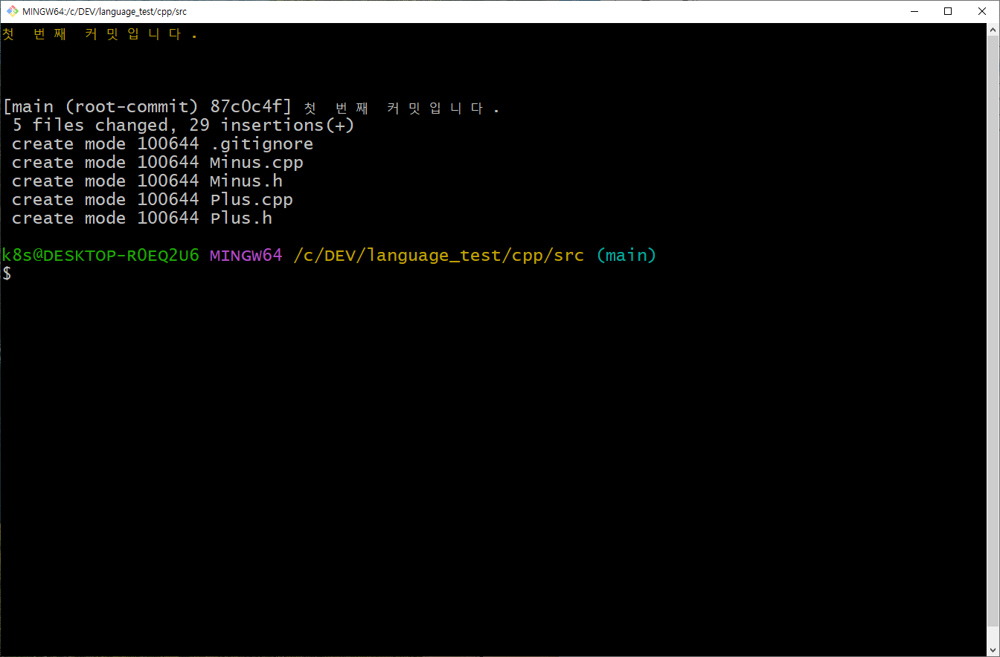 MINGW64:/c/DEV/language_test/cpp/src
첫 번째 커밋입니다.
[main (root-commit) 87c0c4f] 첫 번째 커밋입니다.
5 files changed, 29 insertions(+)
create mode 100644 .gitignore
create mode 100644 Minus.cpp
create mode 100644 Minus.h
create mode 100644 Plus.cpp
create mode 100644 Plus.h
k8s@DESKTOP-R0EQ2U6 MINGW64 /c/DEV/language_test/cpp/src (main)
$